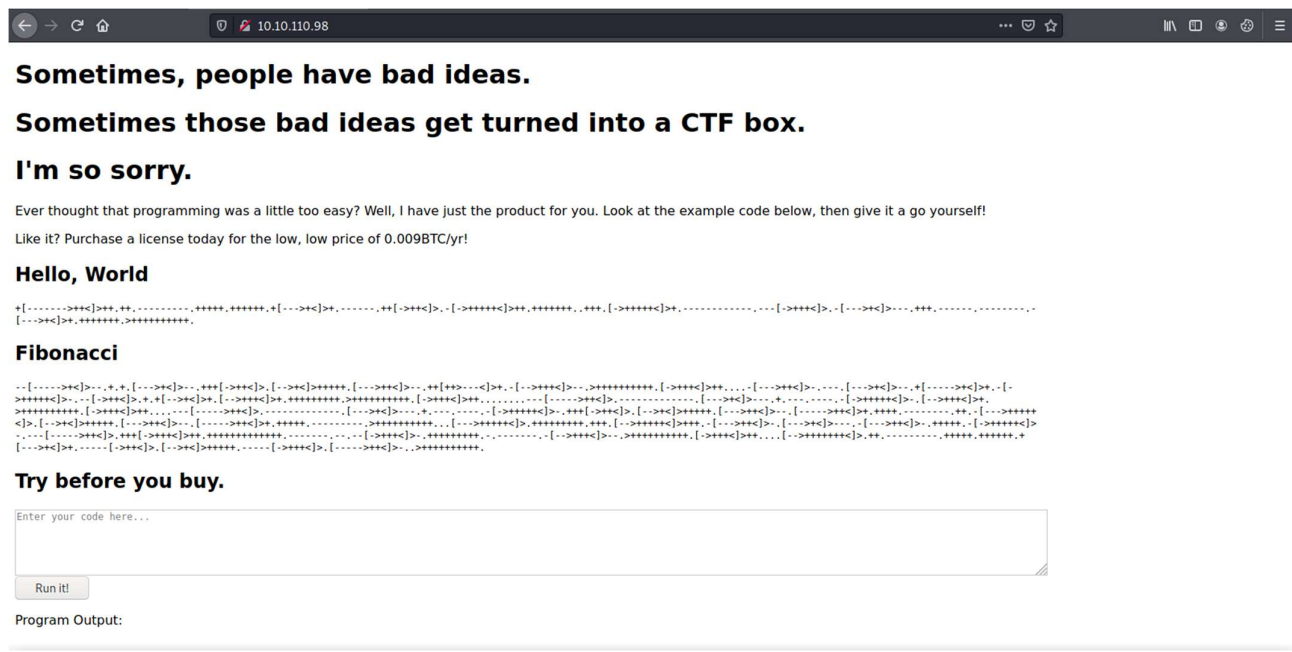 10.10.110.98
Sometimes, people have bad ideas.
Sometimes those bad ideas get turned into a CTF box.
I'm so sorry.
Ever thought that programming was a little too easy? Well, I have just the product for you. Look at the example code below, then give it a go yourself!
Like it? Purchase a license today for the low, low price of 0.009BTC/yr!
Hello, World
+[------->++<]>++.++.---------.+++++.++++++.+[--->+<]>+.------.++[->++<]>.-[->+++++<]>++.+++++++..+++.[->+++++<]>+.------------.---[->+++<]>.-[--->+<]>---.+++.------.--------.-
[--->+<]>+.+++++++.>++++++++++.
Fibonacci
Try before you buy.
Enter your code here...
Run it!
Program Output: